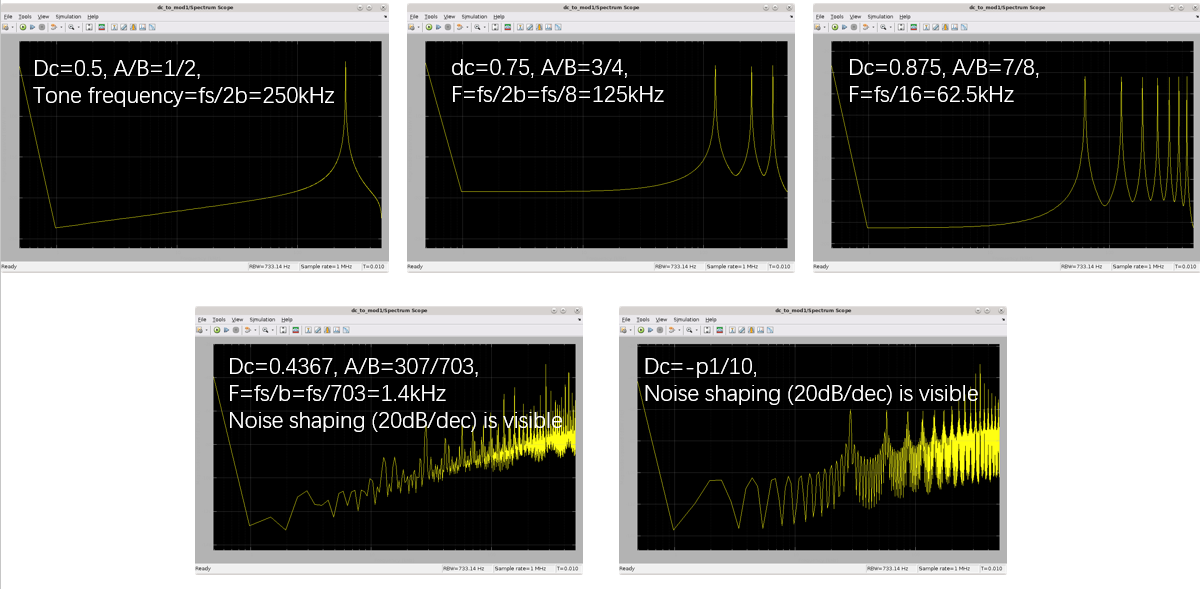 dc_to_mod1/Spectrum Scope
File Tools View Simulation Help
Dc=0.5, A/B=1/2,
Tone frequency=fs/2b=250kHz
Ready RBW=733.14 Hz Sample rate=1 MHz T=0.010
dc_to_mod1/Spectrum Scope
File Tools View Simulation Help
dc=0.75, A/B=3/4,
F=fs/2b=fs/8=125kHz
Ready RBW=733.14 Hz Sample rate=1 MHz T=0.010
dc_to_mod1/Spectrum Scope
File Tools View Simulation Help
Dc=0.875, A/B=7/8,
F=fs/16=62.5kHz
Ready RBW=733.14 Hz Sample rate=1 MHz T=0.010
dc_to_mod1/Spectrum Scope
File Tools View Simulation Help
Dc=0.4367, A/B=307/703,
F=fs/b=fs/703=1.4kHz
Noise shaping (20dB/dec) is visible
Ready RBW=733.14 Hz Sample rate=1 MHz T=0.010
dc_to_mod1/Spectrum Scope
File Tools View Simulation Help
Dc=-p1/10,
Noise shaping (20dB/dec) is visible
Ready RBW=733.14 Hz Sample rate=1 MHz T=0.010